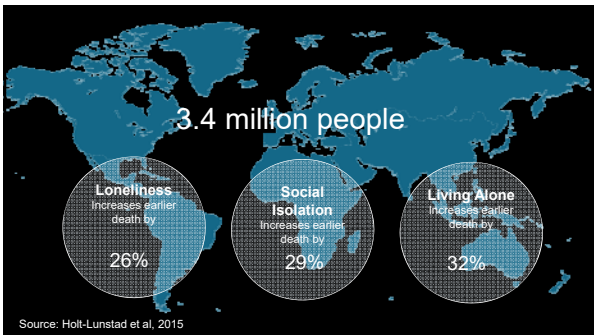 3.4 million people
Loneliness
Increases earlier
death by
26%
Social
Isolation
Increases earlier
death by
29%
Living Alone
Increases earlier
death by
32%
Source: Holt-Lunstad et al, 2015